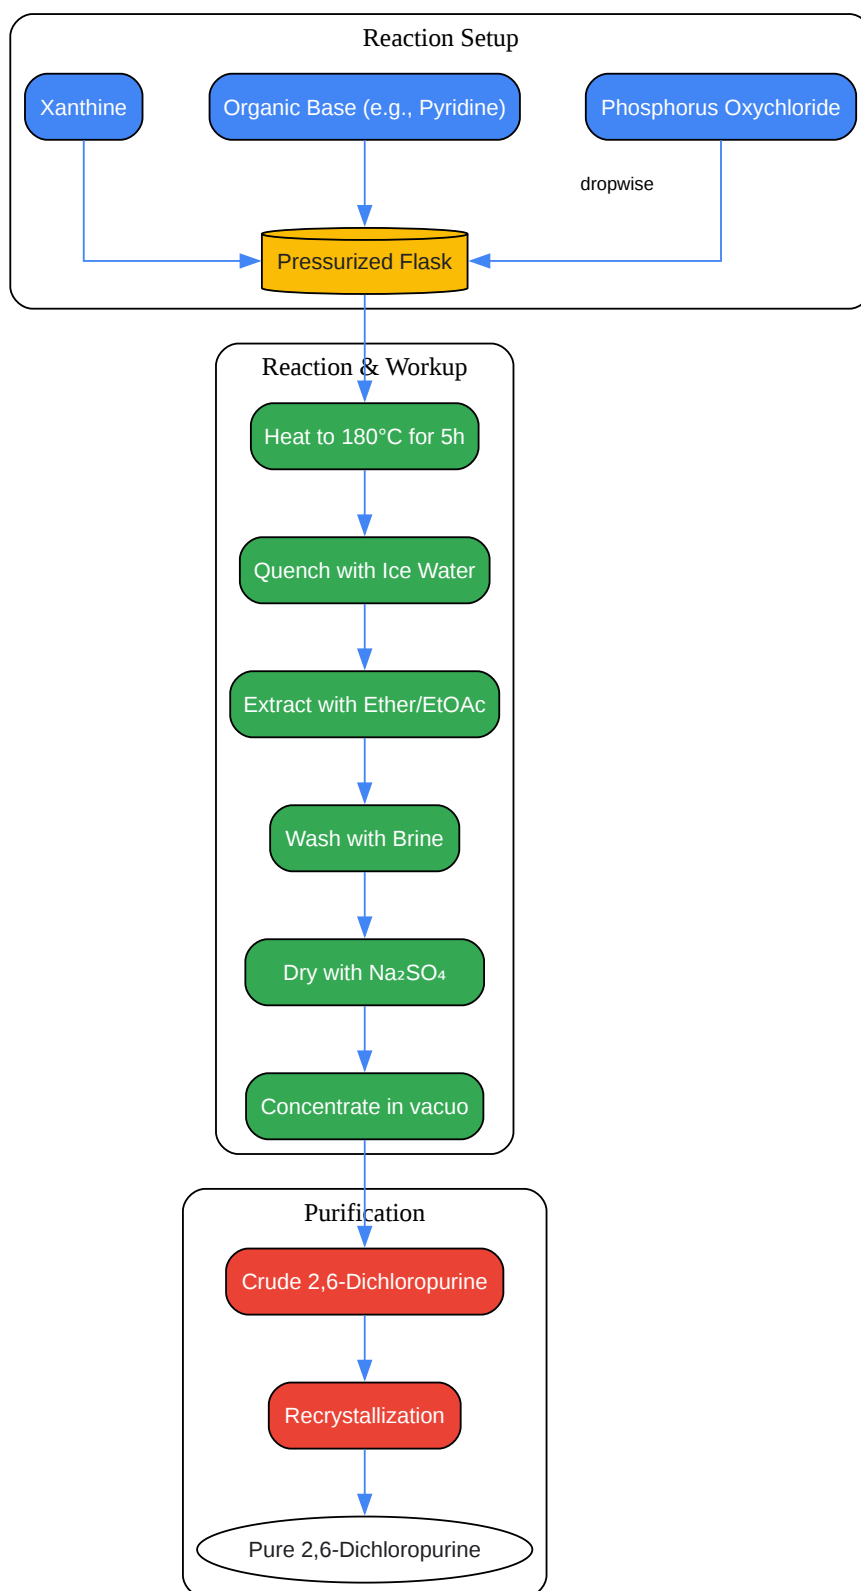 Reaction Setup
Xanthine
Organic Base (e.g., Pyridine)
Phosphorus Oxychloride
dropwise
Pressurized Flask
Reaction & Workup
Heat to 180°C for 5h
Quench with Ice Water
Extract with Ether/EtOAc
Wash with Brine
Dry with Na₂SO₄
Concentrate in vacuo
Purification
Crude 2,6-Dichloropurine
Recrystallization
Pure 2,6-Dichloropurine